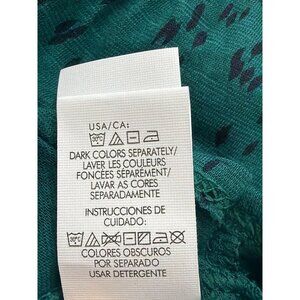 USA/CA:
DARK COLORS SEPARATELY/
LAVER LES COULEURS
FONCÉES SÉPARÉMENT/
LAVAR AS CORES
SEPARADAMENTE
INSTRUCCIONES DE
CUIDADO:
COLORES OBSCUROS
POR SEPARADO
USAR DETERGENTE